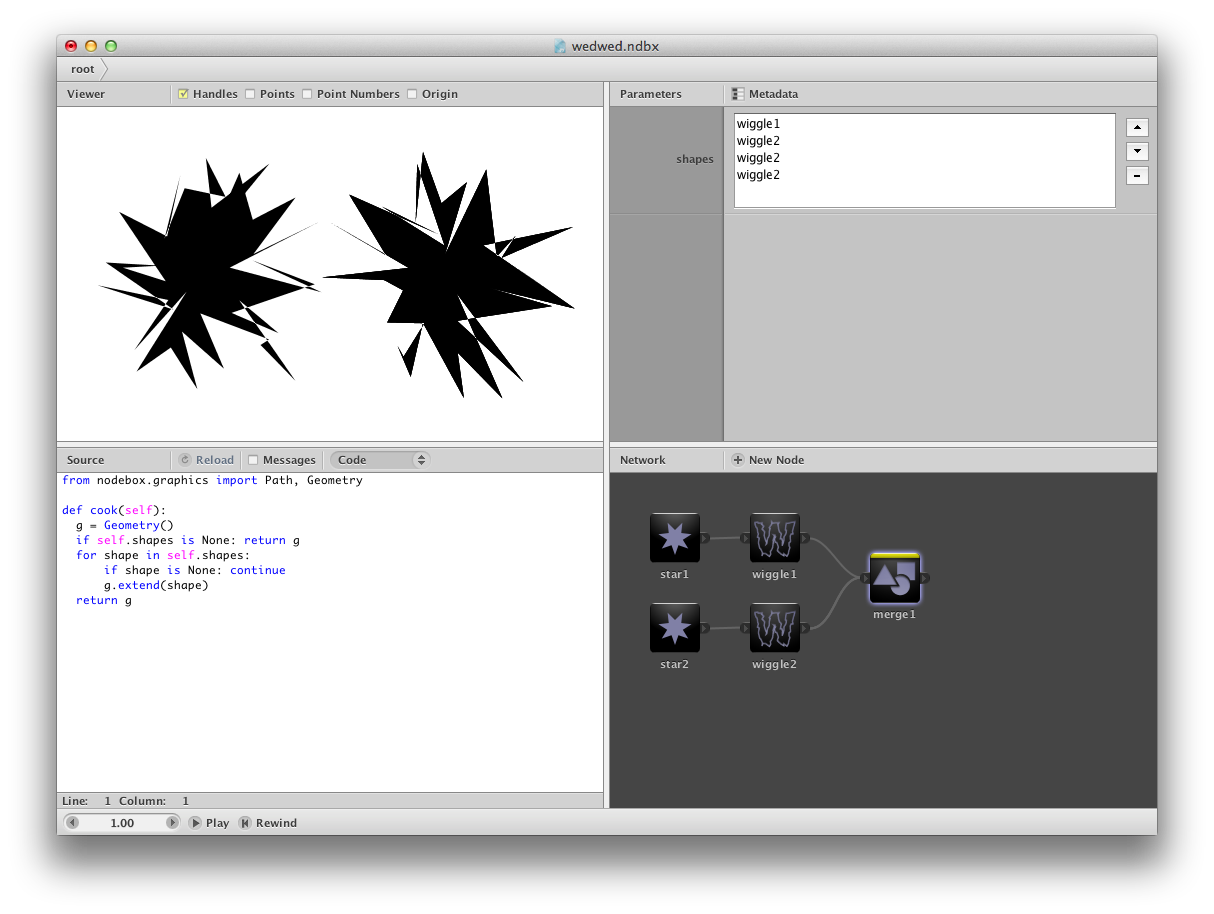 wedwed.ndbx
root
Viewer Handles Points Point Numbers Origin
Parameters Metadata
shapes
wiggle1
wiggle2
wiggle2
wiggle2
Source Reload Messages Code
from nodebox.graphics import Path, Geometry
def cook(self):
  g = Geometry()
  if self.shapes is None: return g
  for shape in self.shapes:
      if shape is None: continue
      g.extend(shape)
  return g
Line: 1 Column: 1
Network New Node
star1 wiggle1
merge1
star2 wiggle2
1.00 Play Rewind